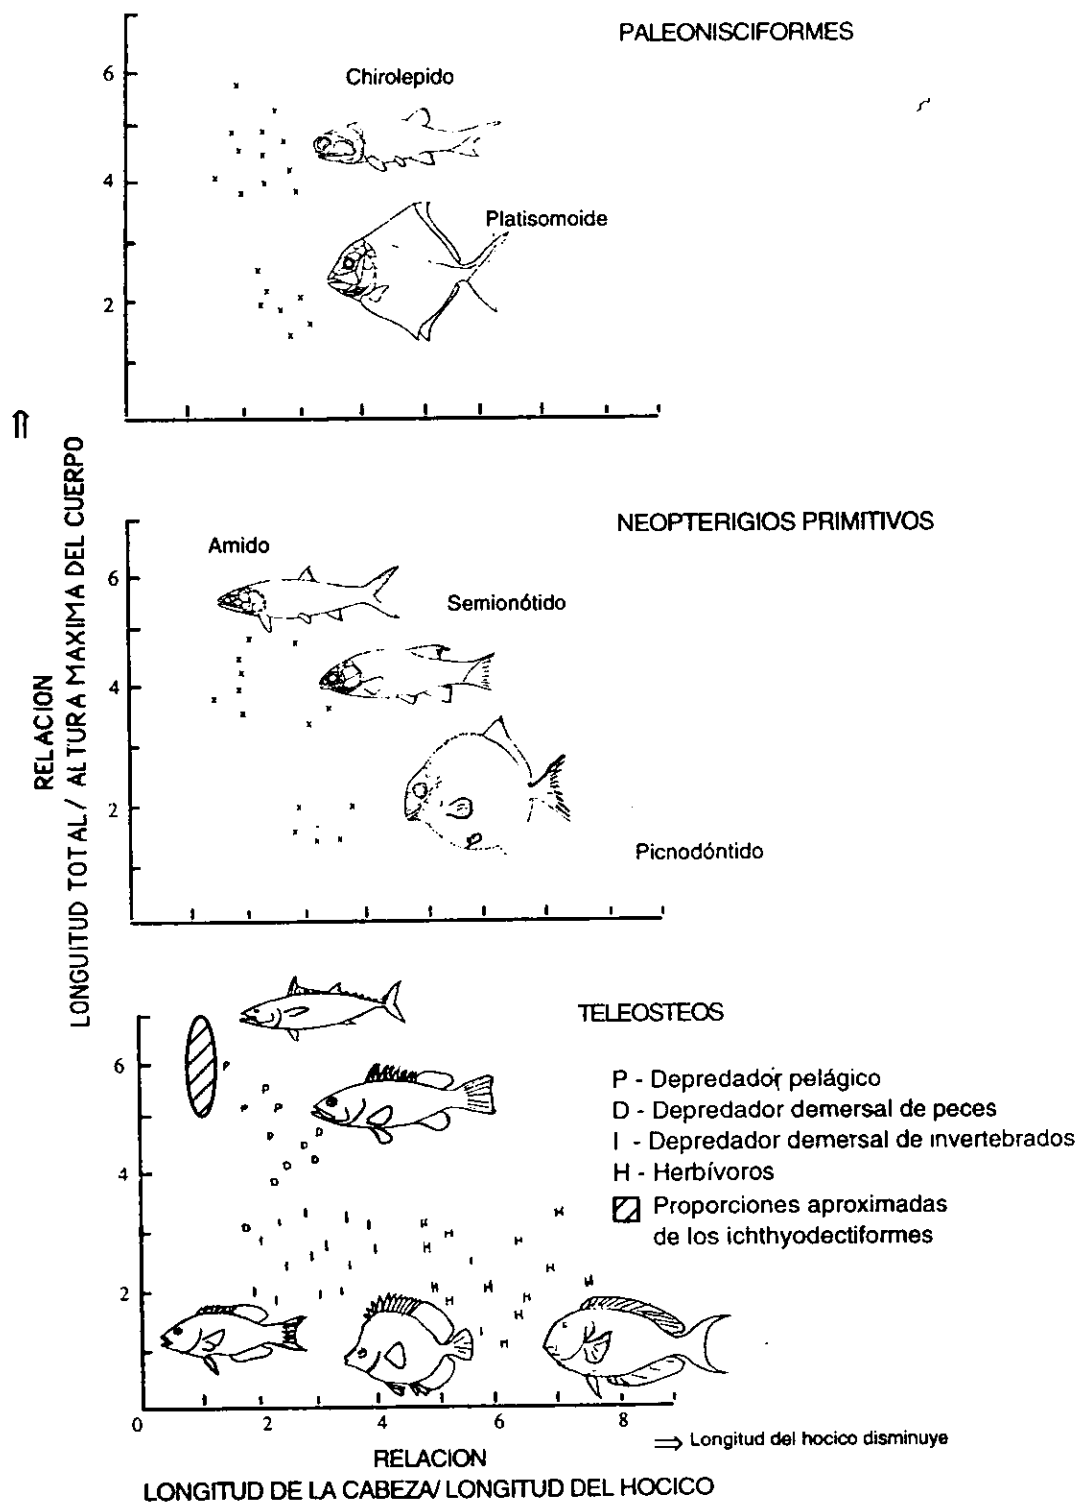 PALEONISCIFORMES
6
Chirolepido
4
Platisomoide
2
⇑
RELACION
LONGUITUD TOTAL / ALTURA MAXIMA DEL CUERPO
NEOPTERIGIOS PRIMITIVOS
Amido
6
Semionótido
4
2
Picnodóntido
TELEOSTEOS
6
P - Depredador pelágico
D - Depredador demersal de peces
I - Depredador demersal de invertebrados
H - Herbívoros
Proporciones aproximadas
de los ichthyodectiformes
4
2
0 2 4 6 8
⇒ Longitud del hocico disminuye
RELACION
LONGITUD DE LA CABEZA/ LONGITUD DEL HOCICO